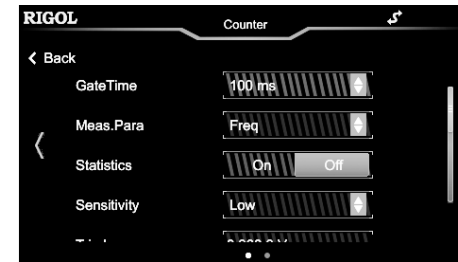 RIGOL
Counter
Back
GateTime 100 ms
Meas.Para Freq
Statistics On Off
Sensitivity Low